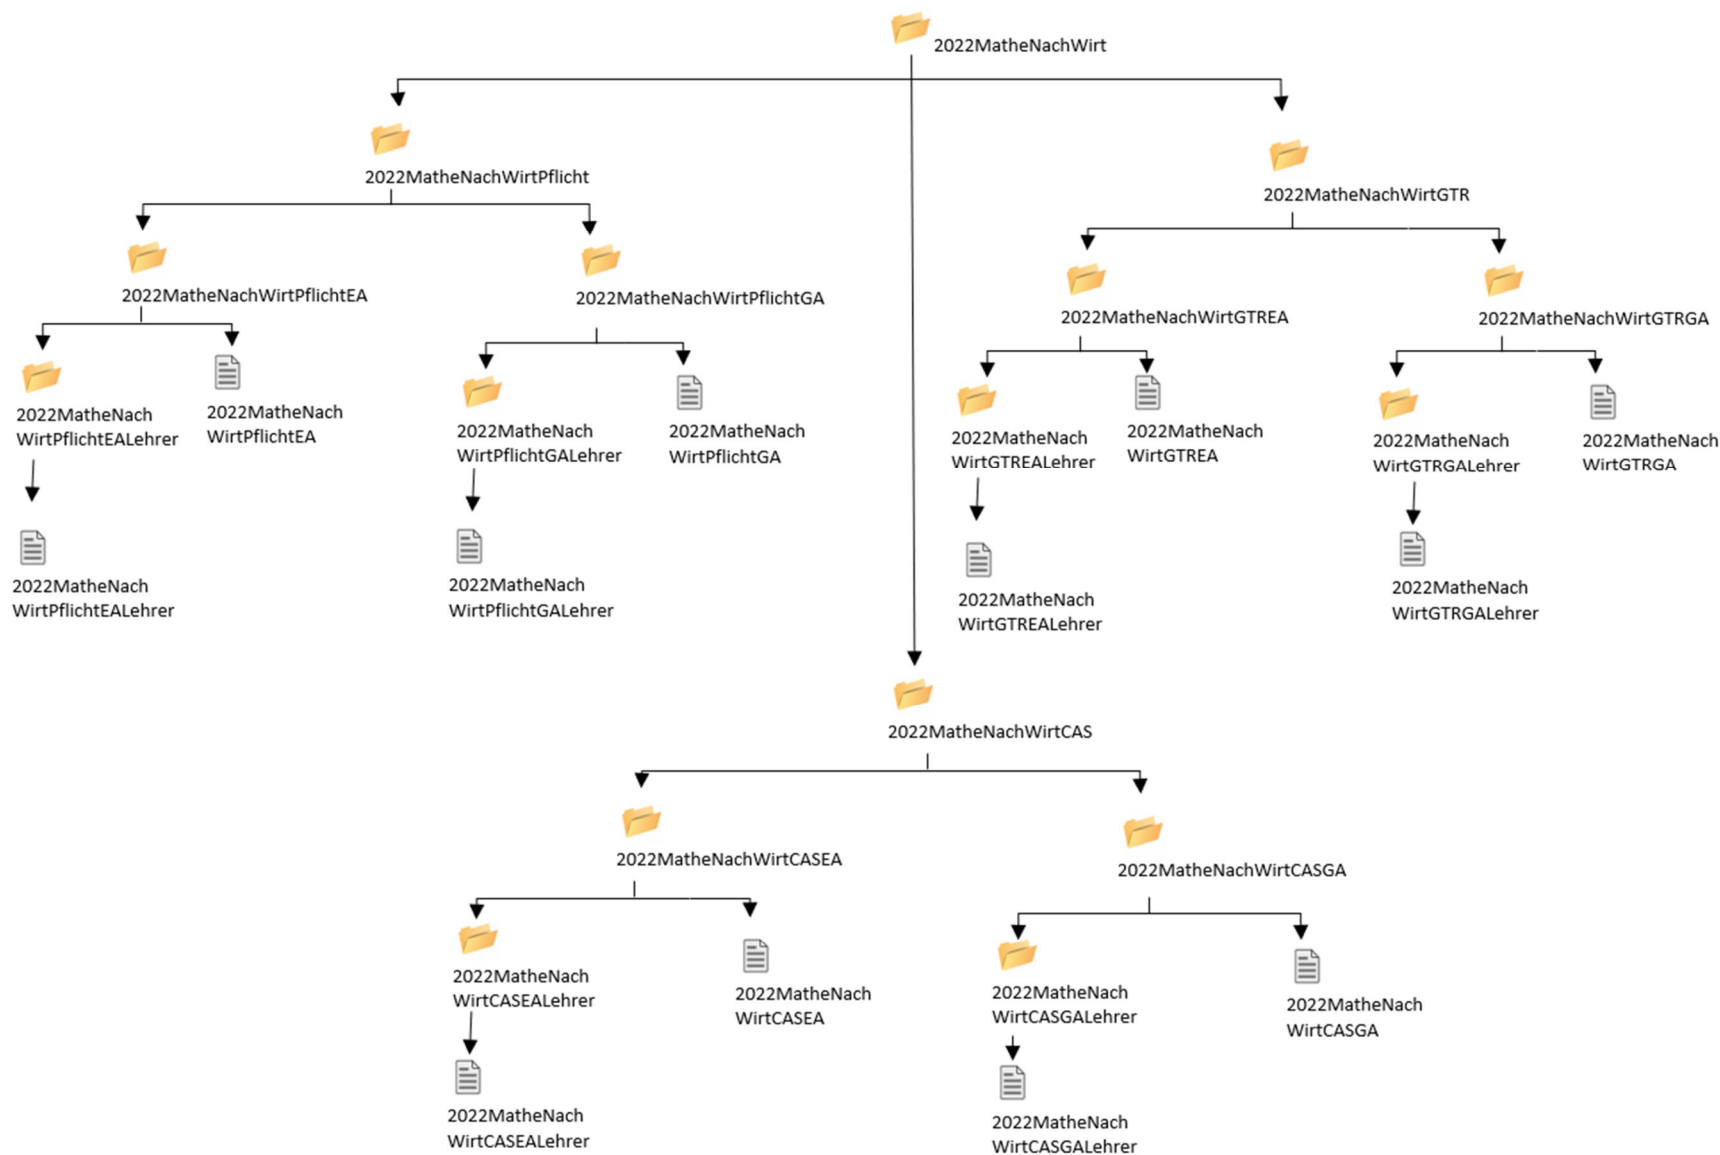 2022MatheNachWirt
2022MatheNachWirtPflicht
2022MatheNachWirtGTR
2022MatheNachWirtPflichtEA
2022MatheNachWirtPflichtGA
2022MatheNachWirtGTREA
2022MatheNachWirtGTRGA
2022MatheNach
WirtPflichtEALehrer
2022MatheNach
WirtPflichtEA
2022MatheNach
WirtPflichtGALehrer
2022MatheNach
WirtPflichtGA
2022MatheNach
WirtGTREALehrer
2022MatheNach
WirtGTREA
2022MatheNach
WirtGTRGALehrer
2022MatheNach
WirtGTRGA
2022MatheNach
WirtPflichtEALehrer
2022MatheNach
WirtPflichtGALehrer
2022MatheNach
WirtGTREALehrer
2022MatheNach
WirtGTRGALehrer
2022MatheNachWirtCAS
2022MatheNachWirtCASEA
2022MatheNachWirtCASGA
2022MatheNach
WirtCASEALehrer
2022MatheNach
WirtCASEA
2022MatheNach
WirtCASGALehrer
2022MatheNach
WirtCASGA
2022MatheNach
WirtCASEALehrer
2022MatheNach
WirtCASGALehrer